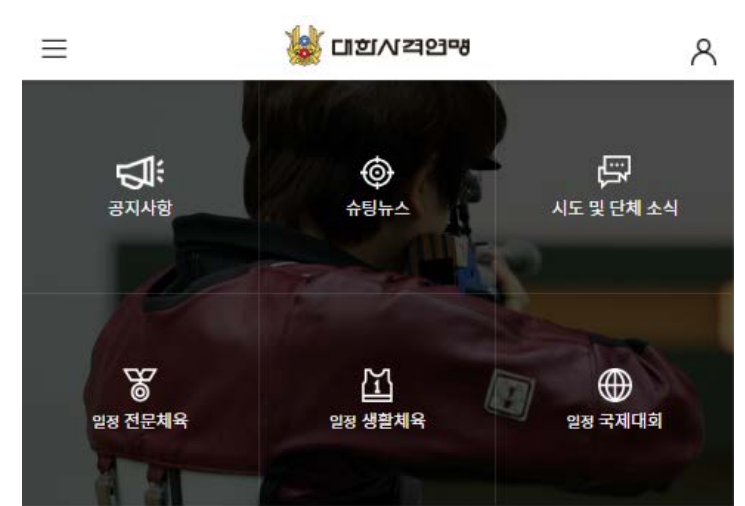 대한사격연맹
공지사항
슈팅뉴스
시도 및 단체 소식
일정 전문체육
1
일정 생활체육
일정 국제대회